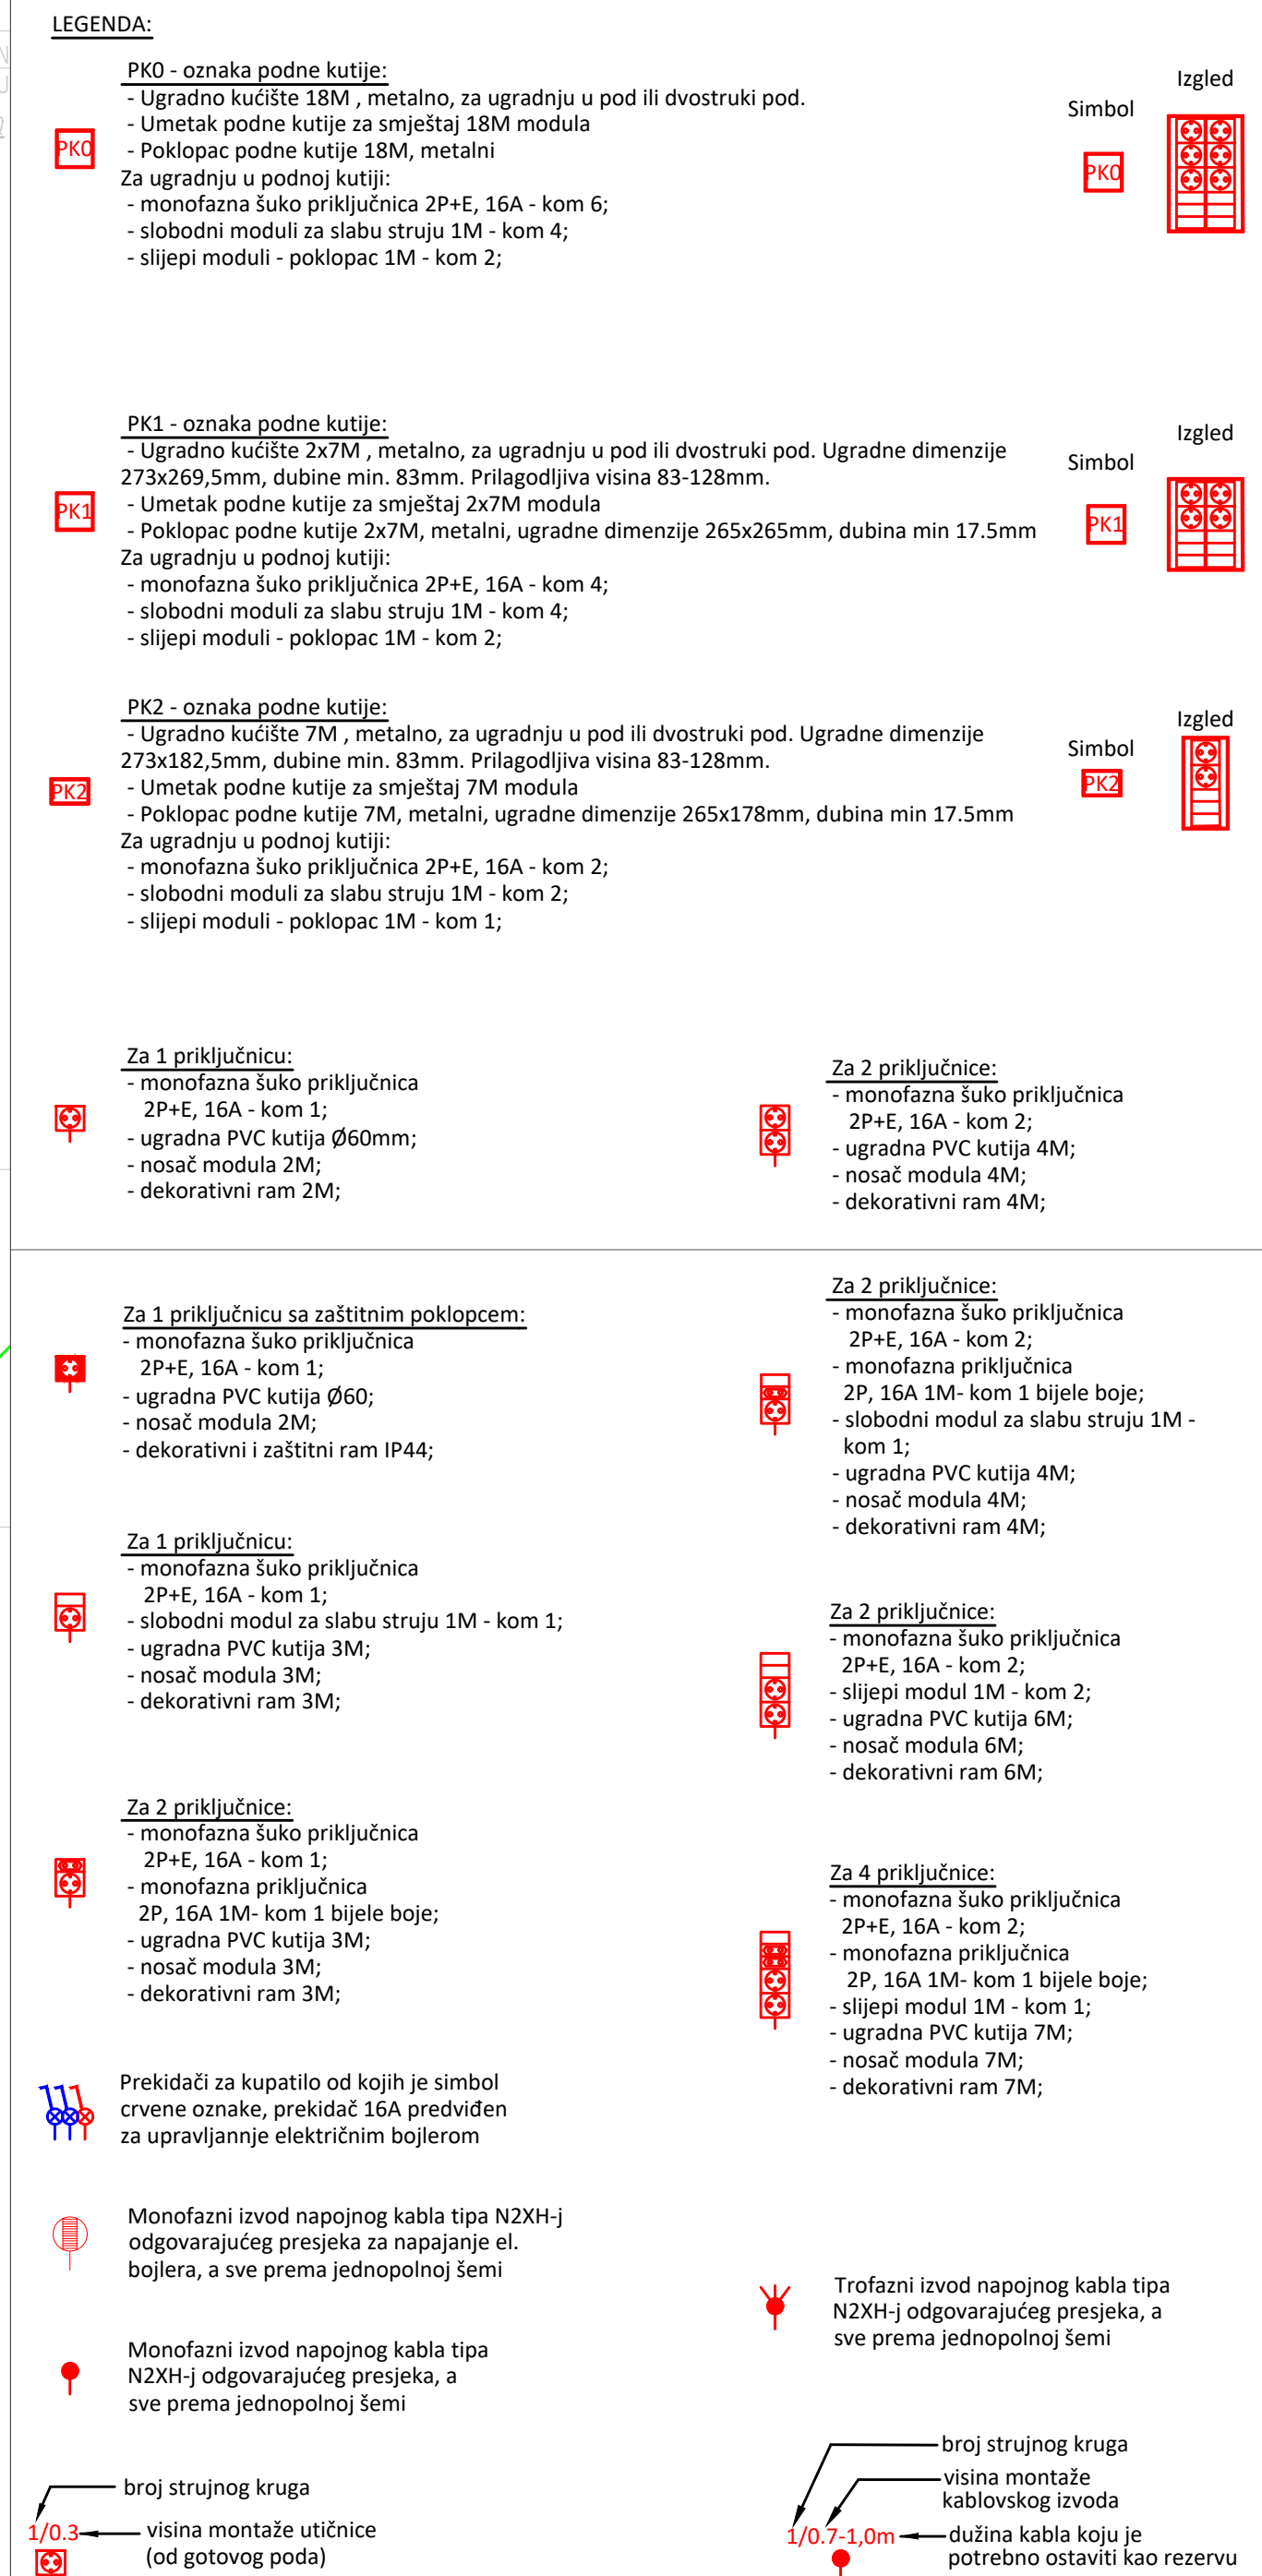 LEGENDA:
PK0 - oznaka podne kutije:
- Ugradno kućište 18M , metalno, za ugradnju u pod ili dvostruki pod.
- Umetak podne kutije za smještaj 18M modula
- Poklopac podne kutije 18M, metalni
Za ugradnju u podnoj kutiji:
- monofazna šuko priključnica 2P+E, 16A - kom 6;
- slobodni moduli za slabu struju 1M - kom 4;
- slijepi moduli - poklopac 1M - kom 2;
PK0
Simbol
PK0
Izgled
PK1 - oznaka podne kutije:
- Ugradno kućište 2x7M , metalno, za ugradnju u pod ili dvostruki pod. Ugradne dimenzije
273x269,5mm, dubine min. 83mm. Prilagodljiva visina 83-128mm.
- Umetak podne kutije za smještaj 2x7M modula
- Poklopac podne kutije 2x7M, metalni, ugradne dimenzije 265x265mm, dubina min 17.5mm
Za ugradnju u podnoj kutiji:
- monofazna šuko priključnica 2P+E, 16A - kom 4;
- slobodni moduli za slabu struju 1M - kom 4;
- slijepi moduli - poklopac 1M - kom 2;
PK1
Simbol
PK1
Izgled
PK2 - oznaka podne kutije:
- Ugradno kućište 7M , metalno, za ugradnju u pod ili dvostruki pod. Ugradne dimenzije
273x182,5mm, dubine min. 83mm. Prilagodljiva visina 83-128mm.
- Umetak podne kutije za smještaj 7M modula
- Poklopac podne kutije 7M, metalni, ugradne dimenzije 265x178mm, dubina min 17.5mm
Za ugradnju u podnoj kutiji:
- monofazna šuko priključnica 2P+E, 16A - kom 2;
- slobodni moduli za slabu struju 1M - kom 2;
- slijepi moduli - poklopac 1M - kom 1;
PK2
Simbol
PK2
Izgled
Za 1 priključnicu:
- monofazna šuko priključnica
2P+E, 16A - kom 1;
- ugradna PVC kutija Ø60mm;
- nosač modula 2M;
- dekorativni ram 2M;
Za 2 priključnice:
- monofazna šuko priključnica
2P+E, 16A - kom 2;
- ugradna PVC kutija 4M;
- nosač modula 4M;
- dekorativni ram 4M;
Za 1 priključnicu sa zaštitnim poklopcem:
- monofazna šuko priključnica
2P+E, 16A - kom 1;
- ugradna PVC kutija Ø60;
- nosač modula 2M;
- dekorativni i zaštitni ram IP44;
Za 2 priključnice:
- monofazna šuko priključnica
2P+E, 16A - kom 2;
- monofazna priključnica
2P, 16A 1M- kom 1 bijele boje;
- slobodni modul za slabu struju 1M -
kom 1;
- ugradna PVC kutija 4M;
- nosač modula 4M;
- dekorativni ram 4M;
Za 1 priključnicu:
- monofazna šuko priključnica
2P+E, 16A - kom 1;
- slobodni modul za slabu struju 1M - kom 1;
- ugradna PVC kutija 3M;
- nosač modula 3M;
- dekorativni ram 3M;
Za 2 priključnice:
- monofazna šuko priključnica
2P+E, 16A - kom 2;
- slijepi modul 1M - kom 2;
- ugradna PVC kutija 6M;
- nosač modula 6M;
- dekorativni ram 6M;
Za 2 priključnice:
- monofazna šuko priključnica
2P+E, 16A - kom 1;
- monofazna priključnica
2P, 16A 1M- kom 1 bijele boje;
- ugradna PVC kutija 3M;
- nosač modula 3M;
- dekorativni ram 3M;
Za 4 priključnice:
- monofazna šuko priključnica
2P+E, 16A - kom 2;
- monofazna priključnica
2P, 16A 1M- kom 1 bijele boje;
- slijepi modul 1M - kom 1;
- ugradna PVC kutija 7M;
- nosač modula 7M;
- dekorativni ram 7M;
Prekidači za kupatilo od kojih je simbol
crvene oznake, prekidač 16A predviđen
za upravljannje električnim bojlerom
Monofazni izvod napojnog kabla tipa N2XH-j
odgovarajućeg presjeka za napajanje el.
bojlera, a sve prema jednopolnoj šemi
Trofazni izvod napojnog kabla tipa
N2XH-j odgovarajućeg presjeka, a
sve prema jednopolnoj šemi
Monofazni izvod napojnog kabla tipa
N2XH-j odgovarajućeg presjeka, a
sve prema jednopolnoj šemi
broj strujnog kruga
1/0.3
visina montaže utičnice
(od gotovog poda)
broj strujnog kruga
visina montaže
kablovskog izvoda
1/0.7-1,0m
dužina kabla koju je
potrebno ostaviti kao rezervu